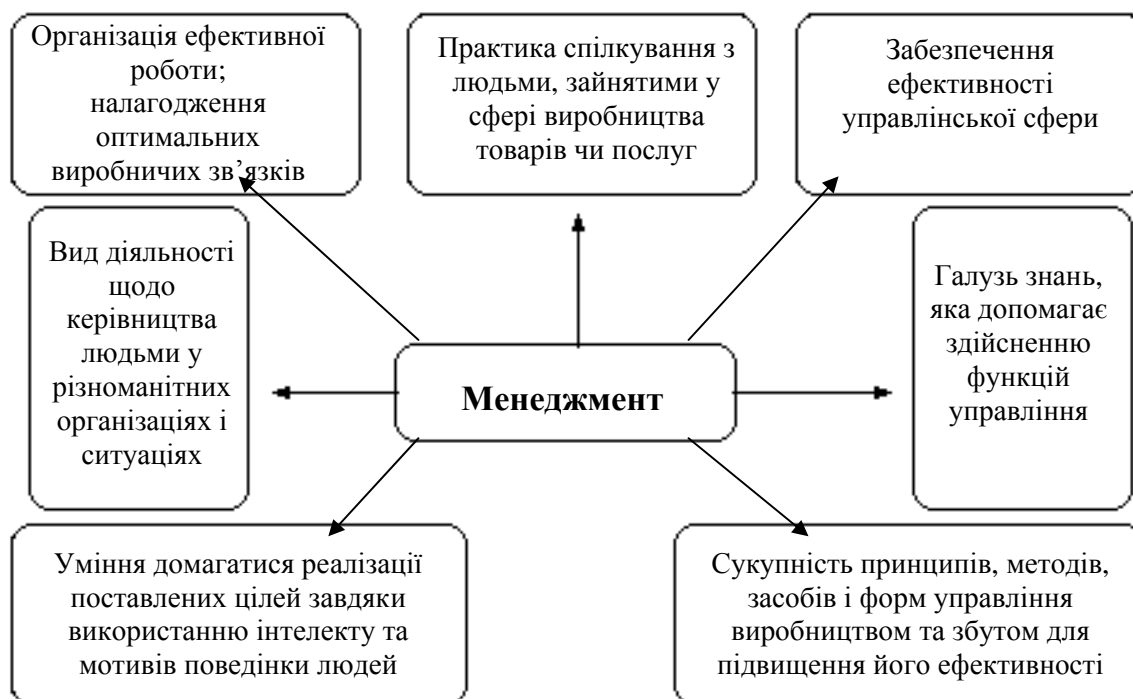 Організація ефективної
роботи;
налагодження
оптимальних
виробничих зв’язків
Практика спілкування з
людьми, зайнятими у
сфері виробництва
товарів чи послуг
Забезпечення
ефективності
управлінської сфери
Вид діяльності
щодо
керівництва
людьми у
різноманітних
організаціях і
ситуаціях
Менеджмент
Галузь знань,
яка допомагає
здійсненню
функцій
управління
Уміння домагатися реалізації
поставлених цілей завдяки
використанню інтелекту та
мотивів поведінки людей
Сукупність принципів, методів,
засобів і форм управління
виробництвом та збутом для
підвищення його ефективності